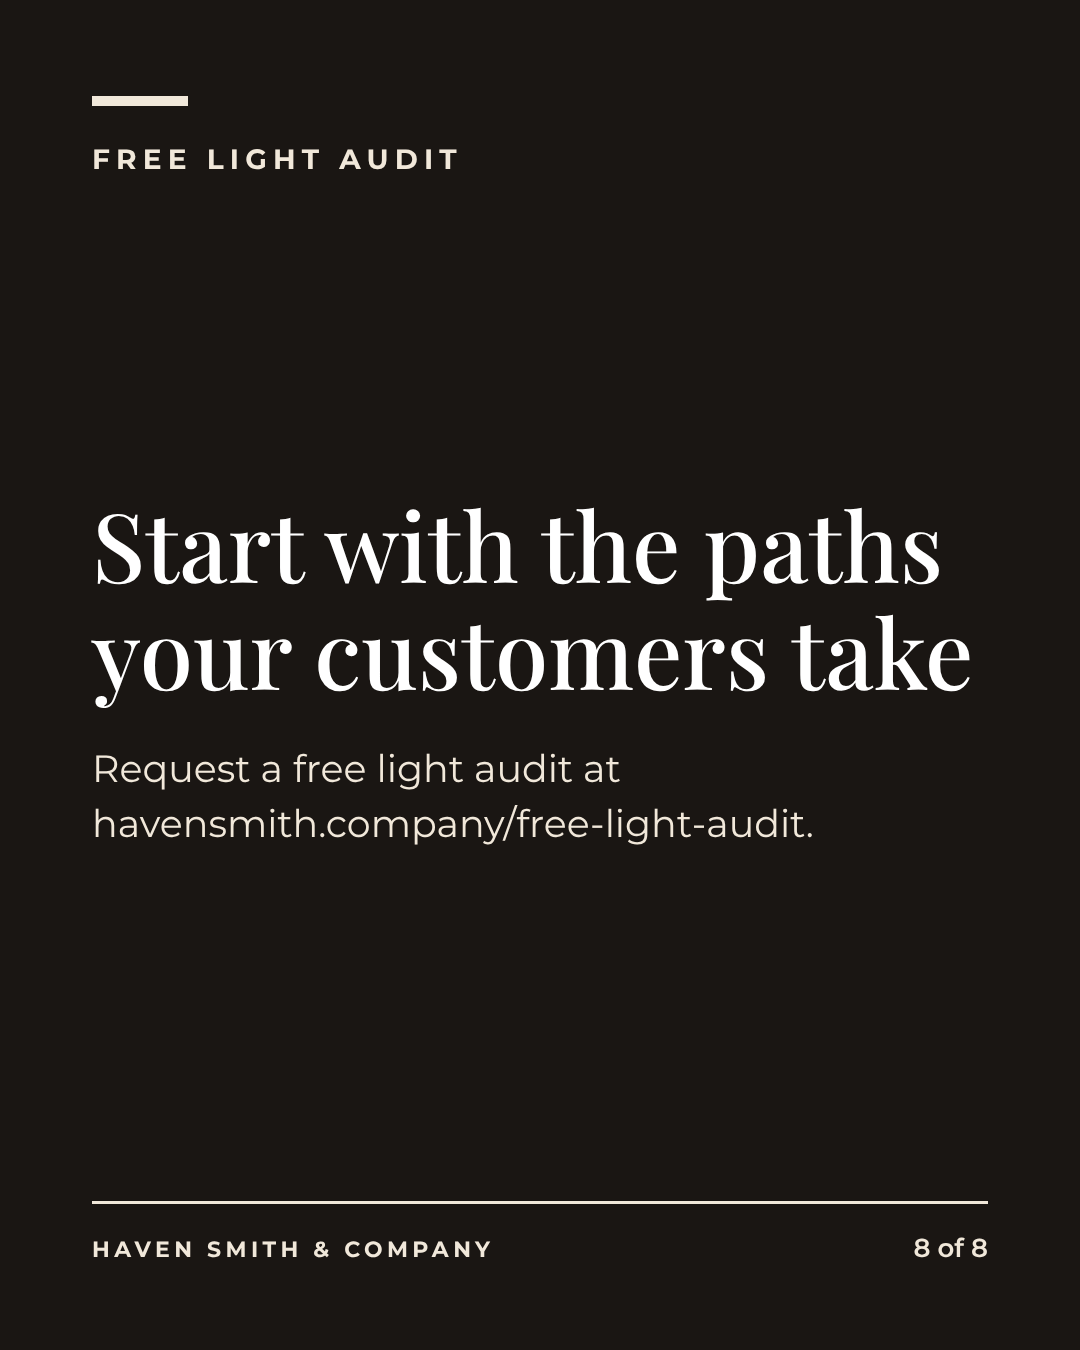 FREE LIGHT AUDIT
Start with the paths
your customers take
Request a free light audit at
havensmith.company/free-light-audit.
HAVEN SMITH & COMPANY
8 of 8